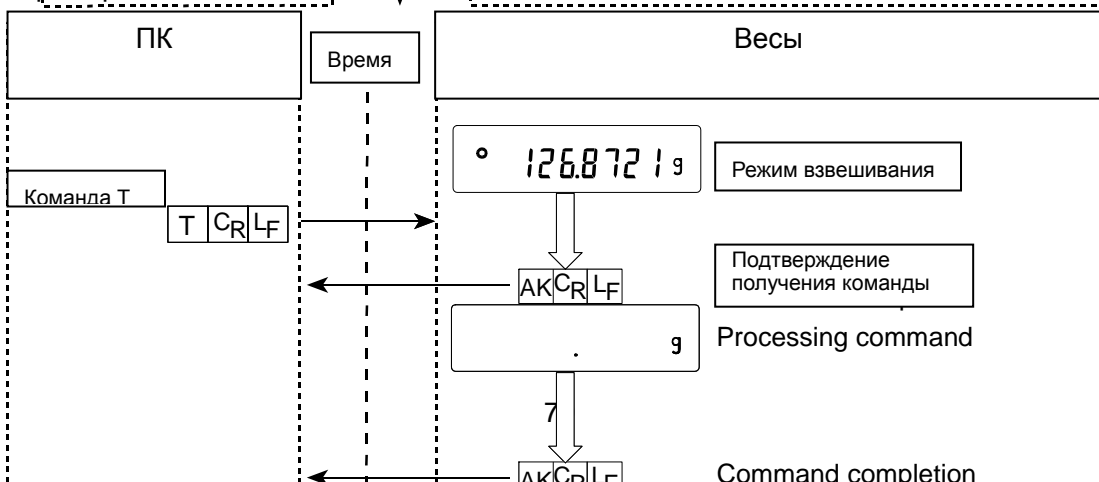 ПК
Время
Весы
126.8721 g
Режим взвешивания
Команда Т
T CR LF
Подтверждение
получения команды
AK CR LF
. g
Processing command
7
AK CR LF
Command completion